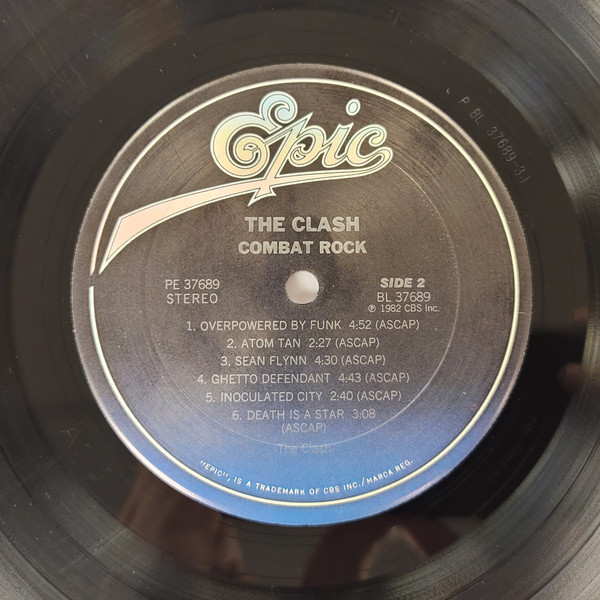 Epic
THE CLASH
COMBAT ROCK
PE 37689
STEREO
SIDE 2
BL 37689
℗ 1982 CBS Inc.
1. OVERPOWERED BY FUNK 4:52 (ASCAP)
2. ATOM TAN 2:27 (ASCAP)
3. SEAN FLYNN 4:30 (ASCAP)
4. GHETTO DEFENDANT 4:43 (ASCAP)
5. INOCULATED CITY 2:40 (ASCAP)
6. DEATH IS A STAR 3:08
(ASCAP)
-The Clash-
"EPIC", IS A TRADEMARK OF CBS INC./MARCA REG.
P BL 37689-3J